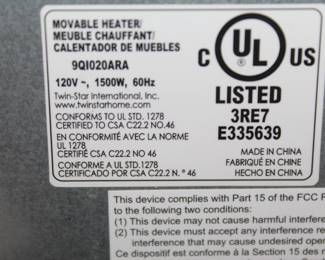 MOVABLE HEATER/
MEUBLE CHAUFFANT/
CALENTADOR DE MUEBLES
9QI020ARA
120V ~, 1500W, 60Hz
Twin-Star International, Inc.
www.twinstarhome.com
CONFORMS TO UL STD. 1278
CERTIFIED TO CSA C22.2 NO.46
EN CONFORMITÉ AVEC LA NORME
UL 1278
CERTIFIÉ CSA C22.2 NO. 46
CONFORME A UL STD. 1278
CERTIFICADO POR CSA C22.2 N.° 46
C UL US
®
LISTED
3RE7
E335639
MADE IN CHINA
FABRIQUÉ EN CHINE
HECHO EN CHINA
This device complies with Part 15 of the FCC
to the following two conditions:
(1) This device may not cause harmful interfere
(2) This device must accept any interference re
interference that may cause undesired oper
Ce dispositif est conforme à la Section 15 des r